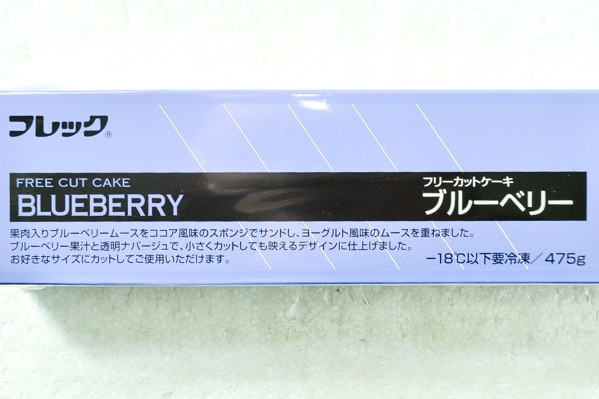 フレック®
FREE CUT CAKE
BLUEBERRY
フリーカットケーキ
ブルーベリー
果肉入りブルーベリームースをココア風味のスポンジでサンドし、ヨーグルト風味のムースを重ねました。
ブルーベリー果汁と透明ナパージュで、小さくカットしても映えるデザインに仕上げました。
お好きなサイズにカットしてご使用いただけます。
−18℃以下要冷凍／475g